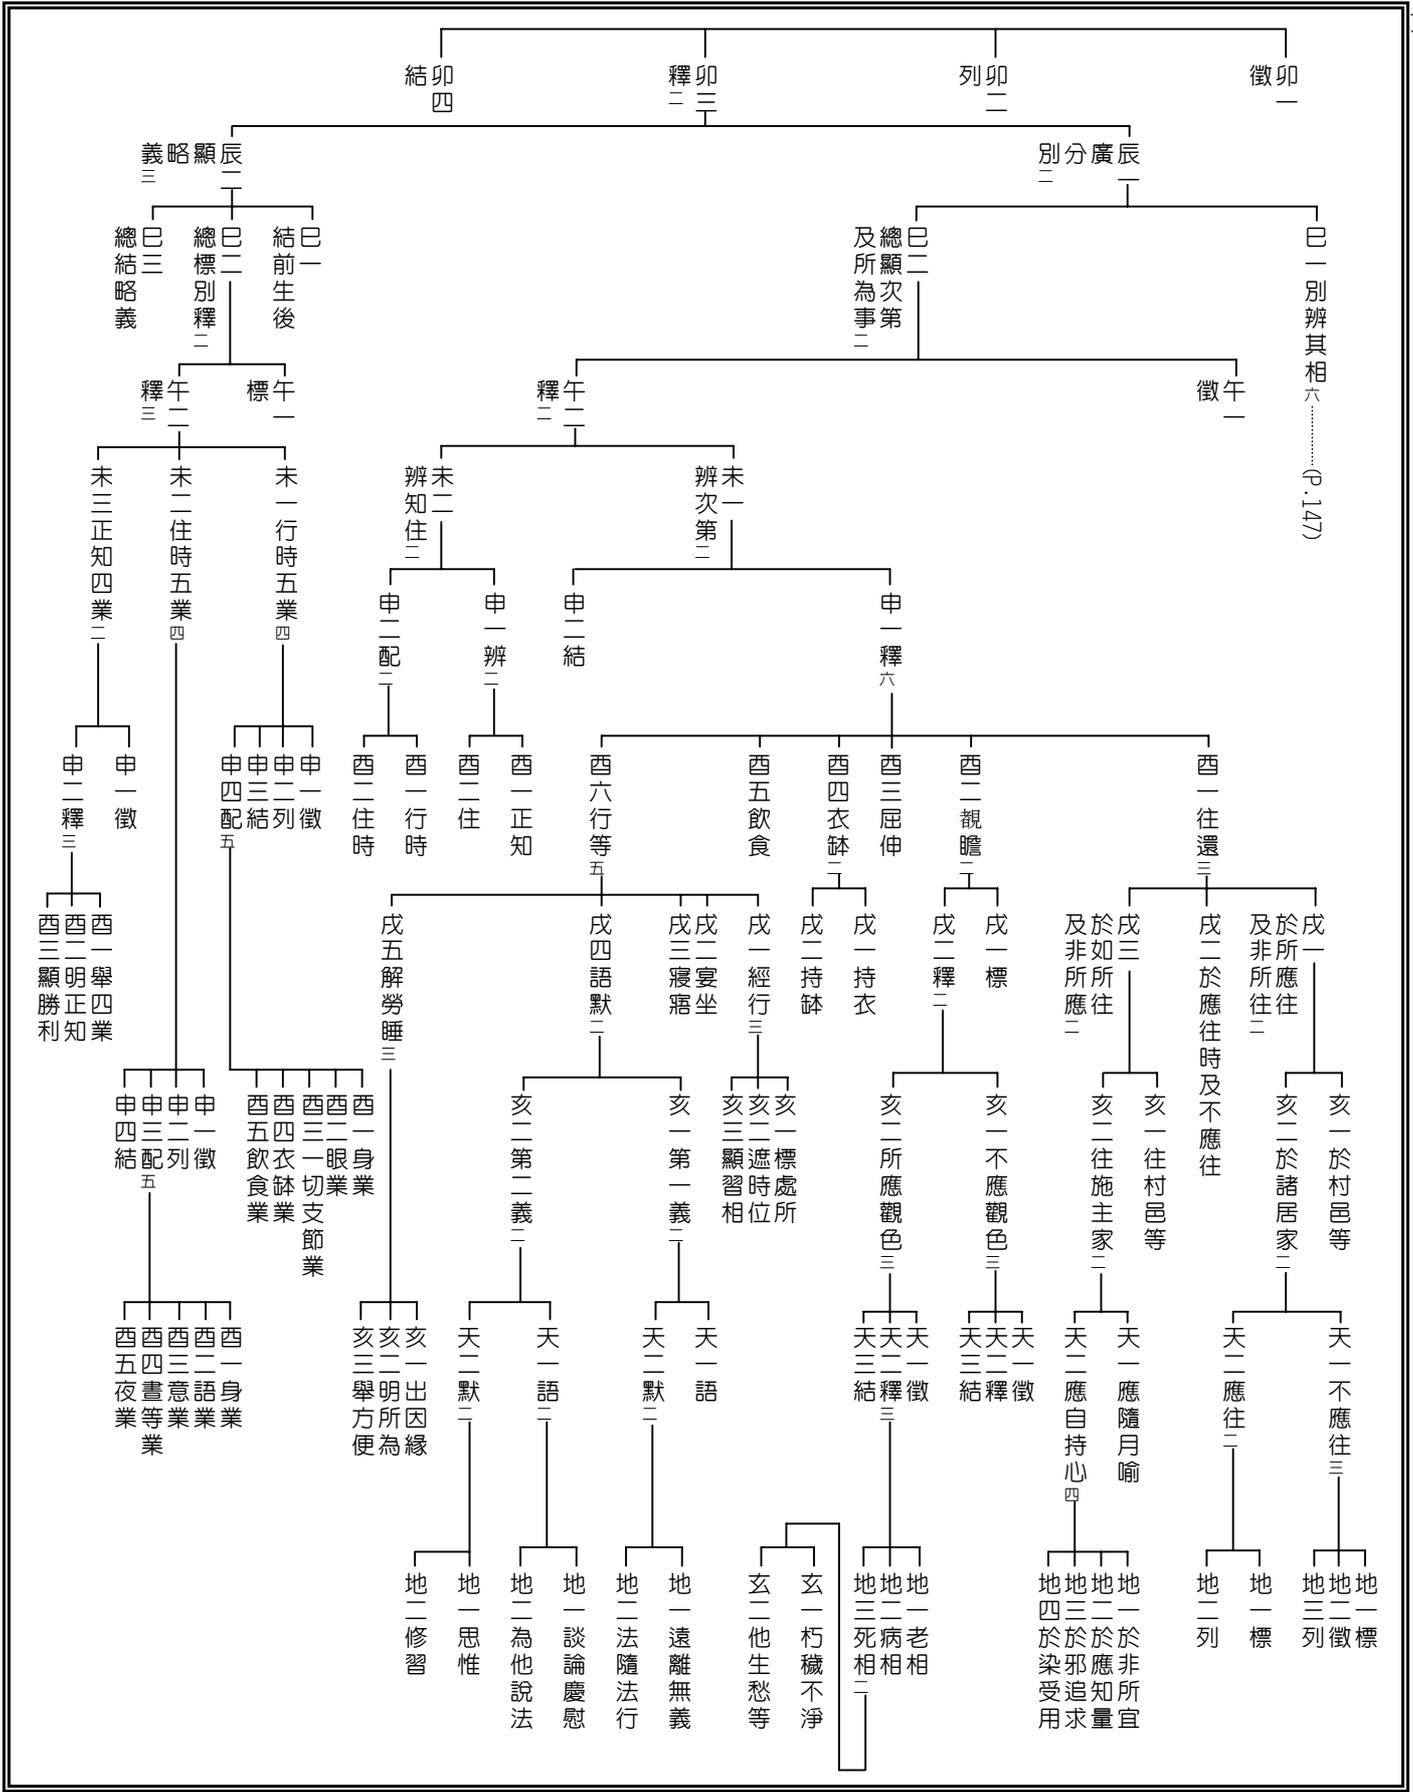 卯一
徵
卯二
列
卯三
釋二
卯四
結
辰一
廣分別二
辰二
顯略義三
巳一別辨其相六…………(P.147)
巳二
總顯次第
及所為事二
巳一
結前生後
巳二
總標別釋二
巳三
總結略義
午一
徵
午二
釋二
午一
標
午二
釋三
未一
辨次第二
未二
辨知住二
未一行時五業四
未二住時五業四
未三正知四業二
申一釋六
申二結
申一辨二
申二配二
申一徵
申二列
申三結
申四配五
申一徵
申二釋三
酉一往還三
酉二覩瞻二
酉三屈伸
酉四衣缽二
酉五飲食
酉六行等五
酉一正知
酉二住
酉一行時
酉二住時
酉一舉四業
酉二明正知
酉三顯勝利
戌一
於所應往
及非所往二
戌二於應往時及不應往
戌三
於如所往
及非所應二
戌一標
戌二釋二
戌一持衣
戌二持缽
戌一經行三
戌二宴坐
戌三寢寤
戌四語默二
戌五解勞睡三
亥一於村邑等
亥二於諸居家二
亥一往村邑等
亥二往施主家二
亥一不應觀色三
亥二所應觀色三
亥一標處所
亥二遮時位
亥三顯習相
亥一第一義二
亥二第二義二
酉一身業
酉二眼業
酉三一切支節業
酉四衣缽業
酉五飲食業
申一徵
申二列
申三配五
申四結
天一不應往三
天二應往二
天一應隨月喻
天二應自持心四
天一徵
天二釋
天三結
天一徵
天二釋三
天三結
天一語
天二默二
天一語二
天二默二
亥一出因緣
亥二明所為
亥三舉方便
酉一身業
酉二語業
酉三意業
酉四晝等業
酉五夜業
地一標
地二徵
地三列
地一標
地二列
地一於非所宜
地二於應知量
地三於邪追求
地四於染受用
地一老相
地二病相
地三死相二
玄一朽穢不淨
玄二他生愁等
地一遠離無義
地二法隨法行
地一談論慶慰
地二為他說法
地一思惟
地二修習